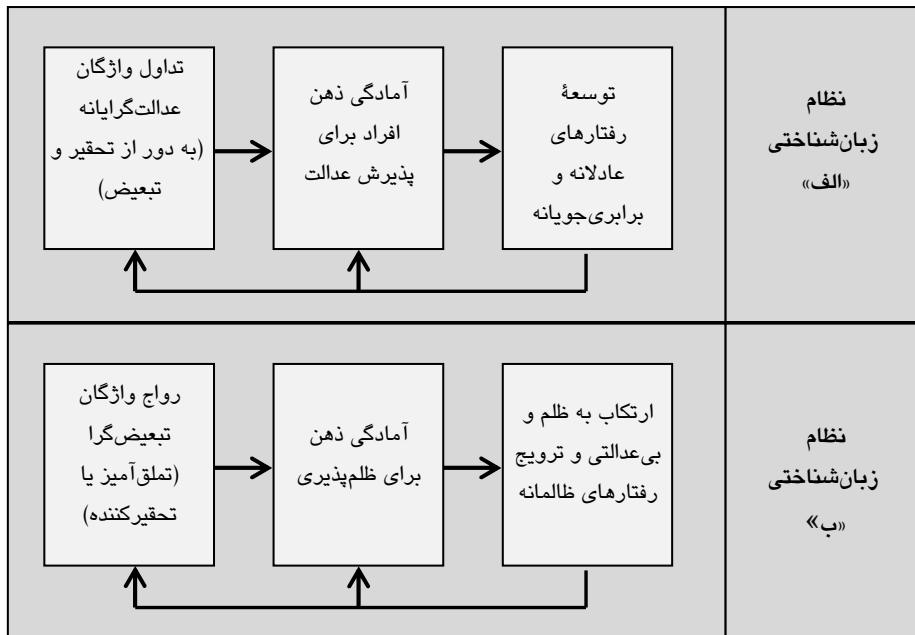 نظام
زبان‌شناختی
«الف»
تداول واژگان
عدالت‌گرایانه
(به دور از تحقیر و
تبعیض)
آمادگی ذهن
افراد برای
پذیرش عدالت
توسعۀ
رفتارهای
عادلانه و
برابری‌جویانه
نظام
زبان‌شناختی
«ب»
رواج واژگان
تبعیض‌گرا
(تملق‌آمیز یا
تحقیرکننده)
آمادگی ذهن
برای ظلم‌پذیری
ارتکاب به ظلم و
بی‌عدالتی و ترویج
رفتارهای ظالمانه